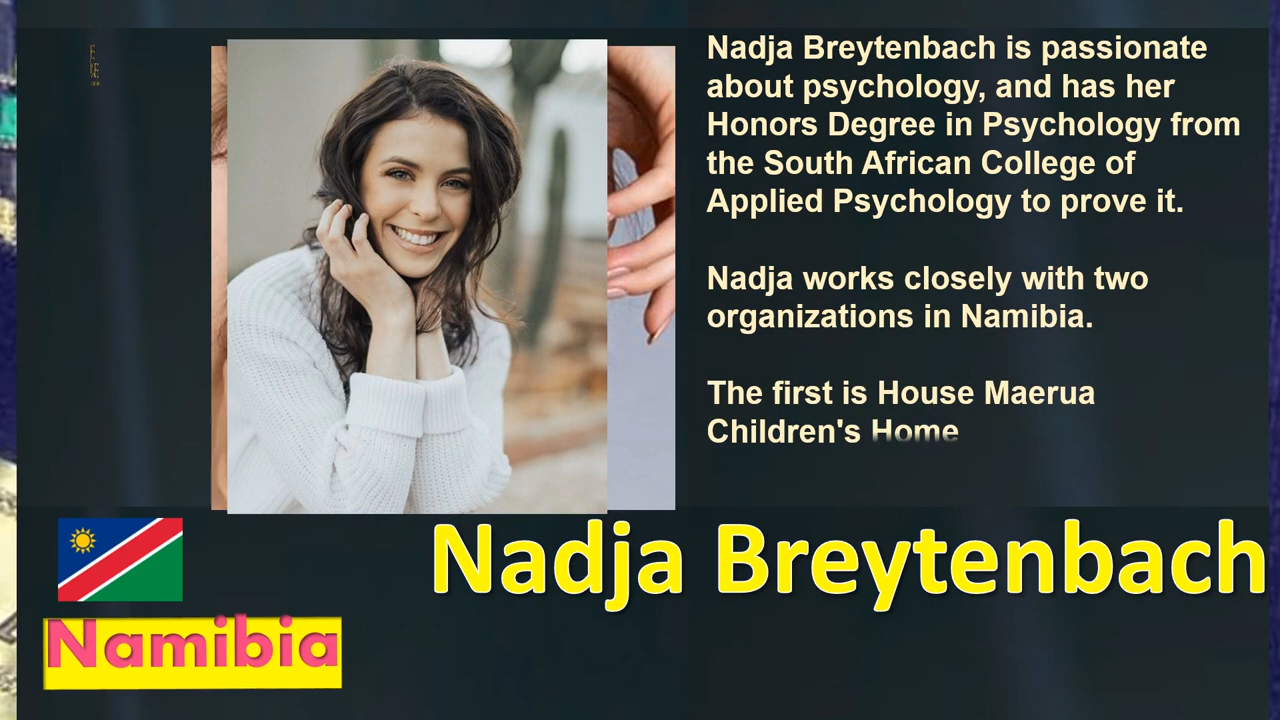 Nadja Breytenbach is passionate
about psychology, and has her
Honors Degree in Psychology from
the South African College of
Applied Psychology to prove it.
Nadja works closely with two
organizations in Namibia.
The first is House Maerua
Children's Home
Nadja Breytenbach
Namibia